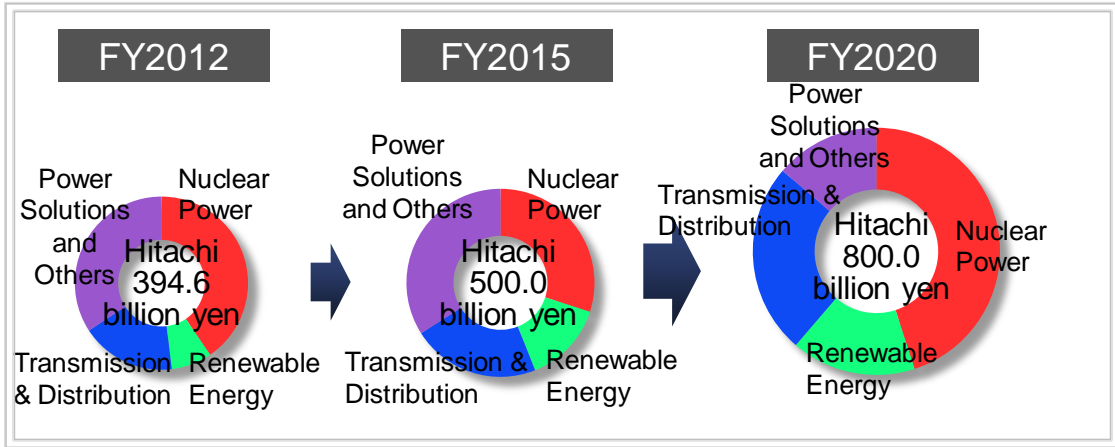 FY2012
Power
Solutions
and
Others
Nuclear
Power
Hitachi
394.6
billion yen
Transmission
& Distribution
Renewable
Energy
FY2015
Power
Solutions
and Others
Nuclear
Power
Hitachi
500.0
billion yen
Transmission &
Distribution
Renewable
Energy
FY2020
Power
Solutions
and Others
Transmission &
Distribution
Hitachi
800.0
billion yen
Nuclear
Power
Renewable
Energy